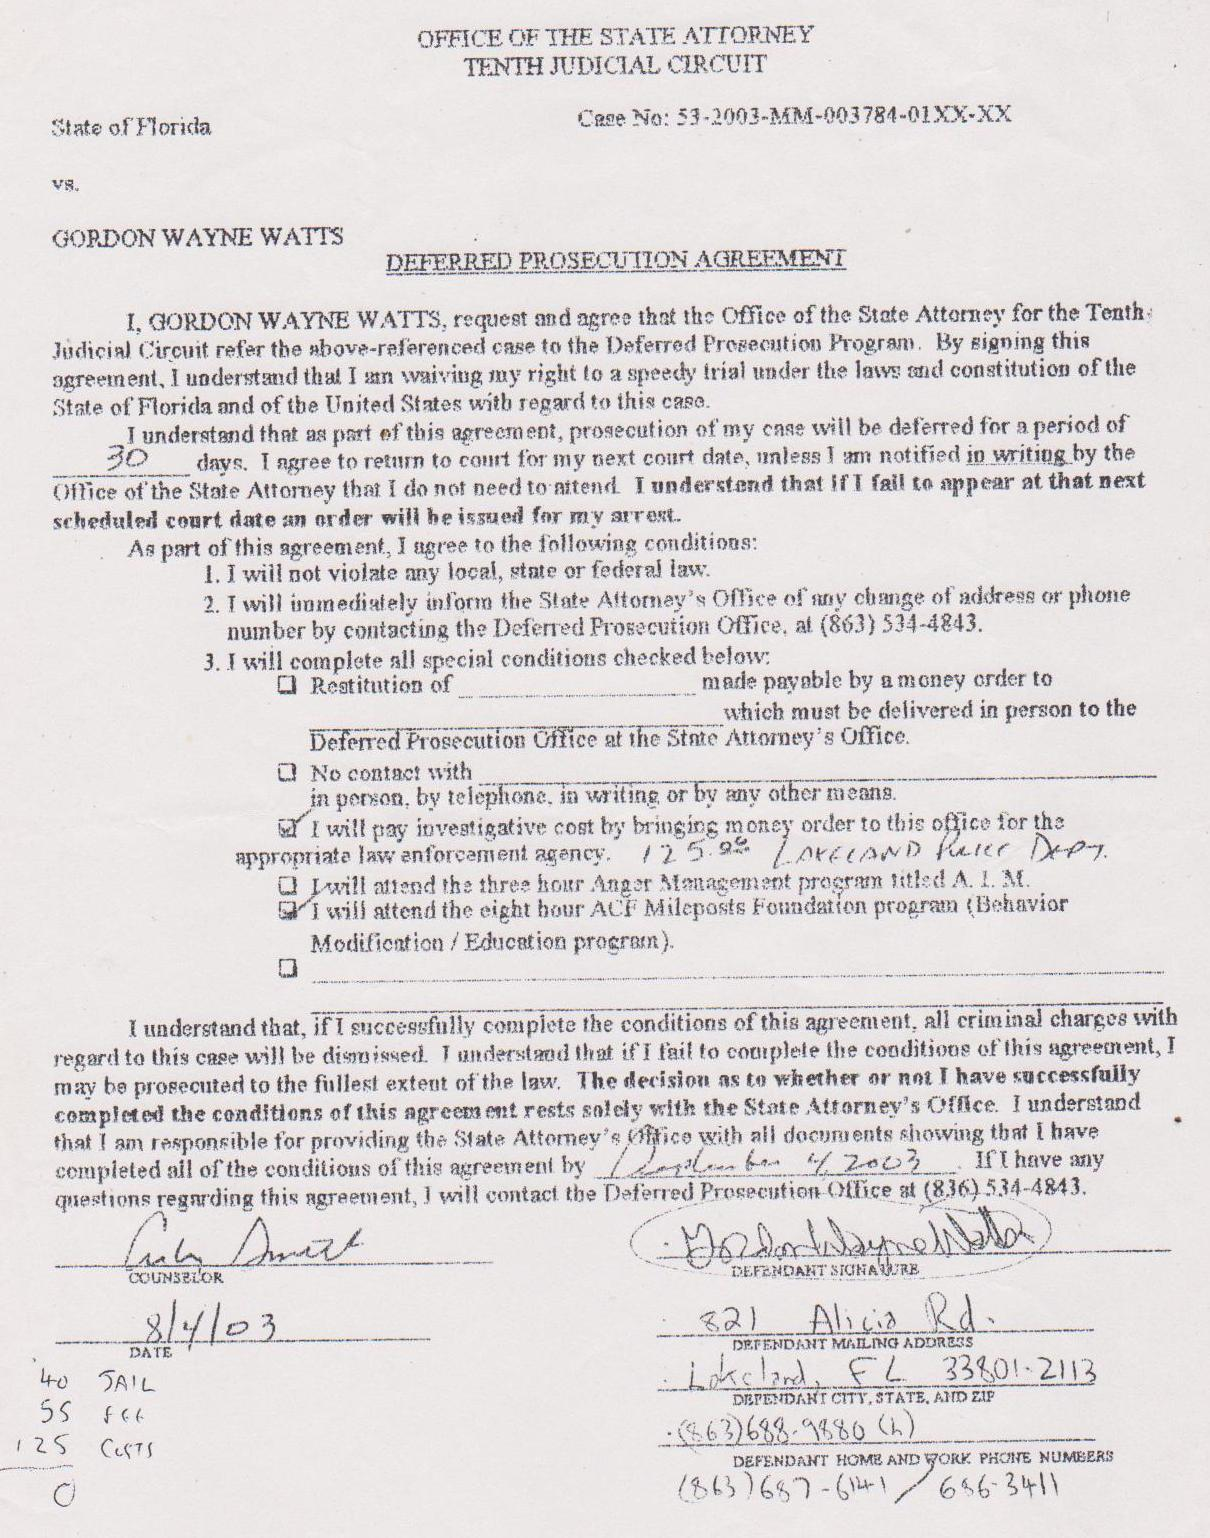 OFFICE OF THE STATE ATTORNEY
TENTH JUDICIAL CIRCUIT
State of Florida
Case No: 53-2003-MM-003784-01XX-XX
vs.
GORDON WAYNE WATTS
DEFERRED PROSECUTION AGREEMENT
I, GORDON WAYNE WATTS, request and agree that the Office of the State Attorney for the Tenth
Judicial Circuit refer the above-referenced case to the Deferred Prosecution Program. By signing this
agreement, I understand that I am waiving my right to a speedy trial under the laws and constitution of the
State of Florida and of the United States with regard to this case.
I understand that as part of this agreement, prosecution of my case will be deferred for a period of
30 days. I agree to return to court for my next court date, unless I am notified in writing by the
Office of the State Attorney that I do not need to attend. I understand that if I fail to appear at that next
scheduled court date an order will be issued for my arrest.
As part of this agreement, I agree to the following conditions:
1. I will not violate any local, state or federal law.
2. I will immediately inform the State Attorney's Office of any change of address or phone
number by contacting the Deferred Prosecution Office, at (863) 534-4843.
3. I will complete all special conditions checked below:
Restitution of made payable by a money order to
which must be delivered in person to the
Deferred Prosecution Office at the State Attorney's Office.
No contact with
in person, by telephone, in writing or by any other means.
I will pay investigative cost by bringing money order to this office for the
appropriate law enforcement agency. 125.00 LAKELAND POLICE DEPT.
I will attend the three hour Anger Management program titled A. I. M.
I will attend the eight hour ACF Mileposts Foundation program (Behavior
Modification / Education program).
I understand that, if I successfully complete the conditions of this agreement, all criminal charges with
regard to this case will be dismissed. I understand that if I fail to complete the conditions of this agreement, I
may be prosecuted to the fullest extent of the law. The decision as to whether or not I have successfully
completed the conditions of this agreement rests solely with the State Attorney's Office. I understand
that I am responsible for providing the State Attorney's Office with all documents showing that I have
completed all of the conditions of this agreement by September 4, 2003. If I have any
questions regarding this agreement, I will contact the Deferred Prosecution Office at (836) 534-4843.
Gordon Wayne Watts
COUNSELOR
DEFENDANT SIGNATURE
8/4/03
821 Alicia Rd.
DATE
DEFENDANT MAILING ADDRESS
40 JAIL
Lakeland, FL 33801-2113
DEFENDANT CITY, STATE, AND ZIP
55 FEE
(863)688-9880 (h)
125 COSTS
DEFENDANT HOME AND WORK PHONE NUMBERS
(863)687-6141 / 686-3411
0